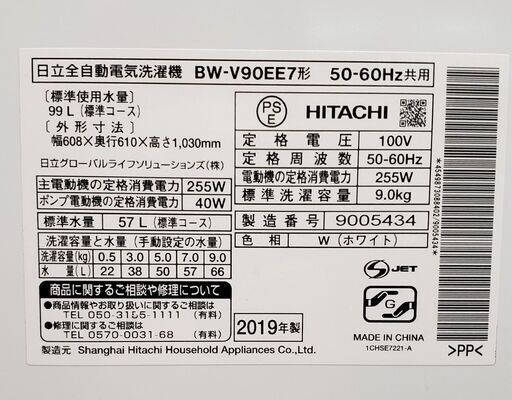 日立全自動電気洗濯機 BW-V90EE7形 50-60Hz共用
〔標準使用水量〕
99 L (標準コース)
〔外形寸法〕
幅608×奥行610×高さ1,030mm
日立グローバルライフソリューションズ(株)
PS
E
HITACHI
定格電圧 100V
定格周波数 50-60Hz
電動機の定格消費電力 255W
標準洗濯容量 9.0kg
主電動機の定格消費電力 255W
ポンプ電動機の定格消費電力 40W
標準水量 57 L (標準コース)
製造番号 9005434
色相 W (ホワイト)
洗濯容量と水量 (手動設定の水量)
洗濯容量(kg) 0.5 3.0 5.0 7.0 9.0
水量(L) 22 38 50 57 66
商品に関するご相談や修理について
●商品情報やお取り扱いに関するご相談
TEL 050-3155-1111 (有料)
●修理に関するご相談
TEL 0570-0031-68 (有料)
2019年製
S JET
G
MADE IN CHINA
1CHSE7221-A
製造元 Shanghai Hitachi Household Appliances Co.,Ltd.
>PP<